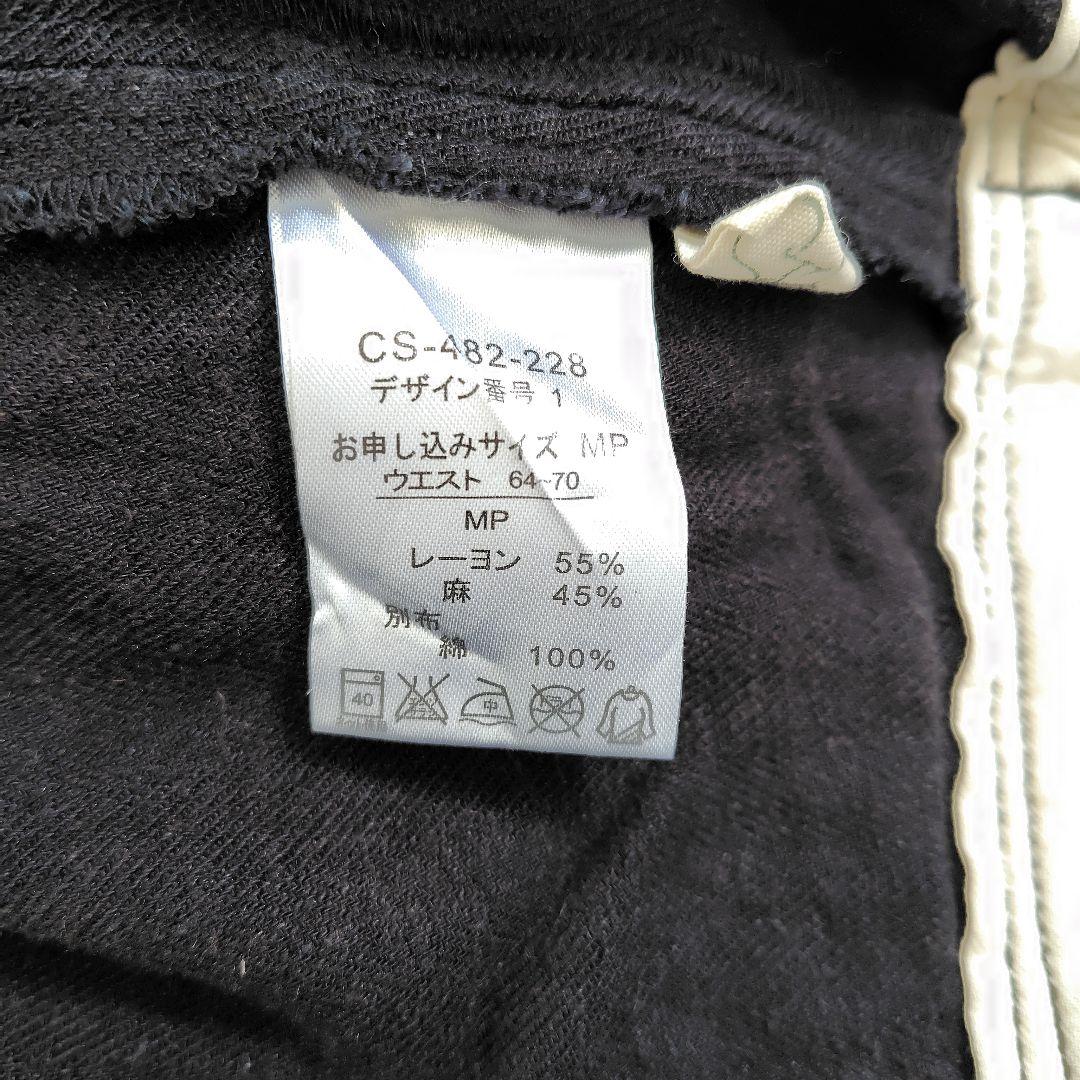 CS-482-228
デザイン番号 1
お申し込みサイズ MP
ウエスト 64~70
MP
レーヨン 55%
麻 45%
別布
綿 100%
40 中